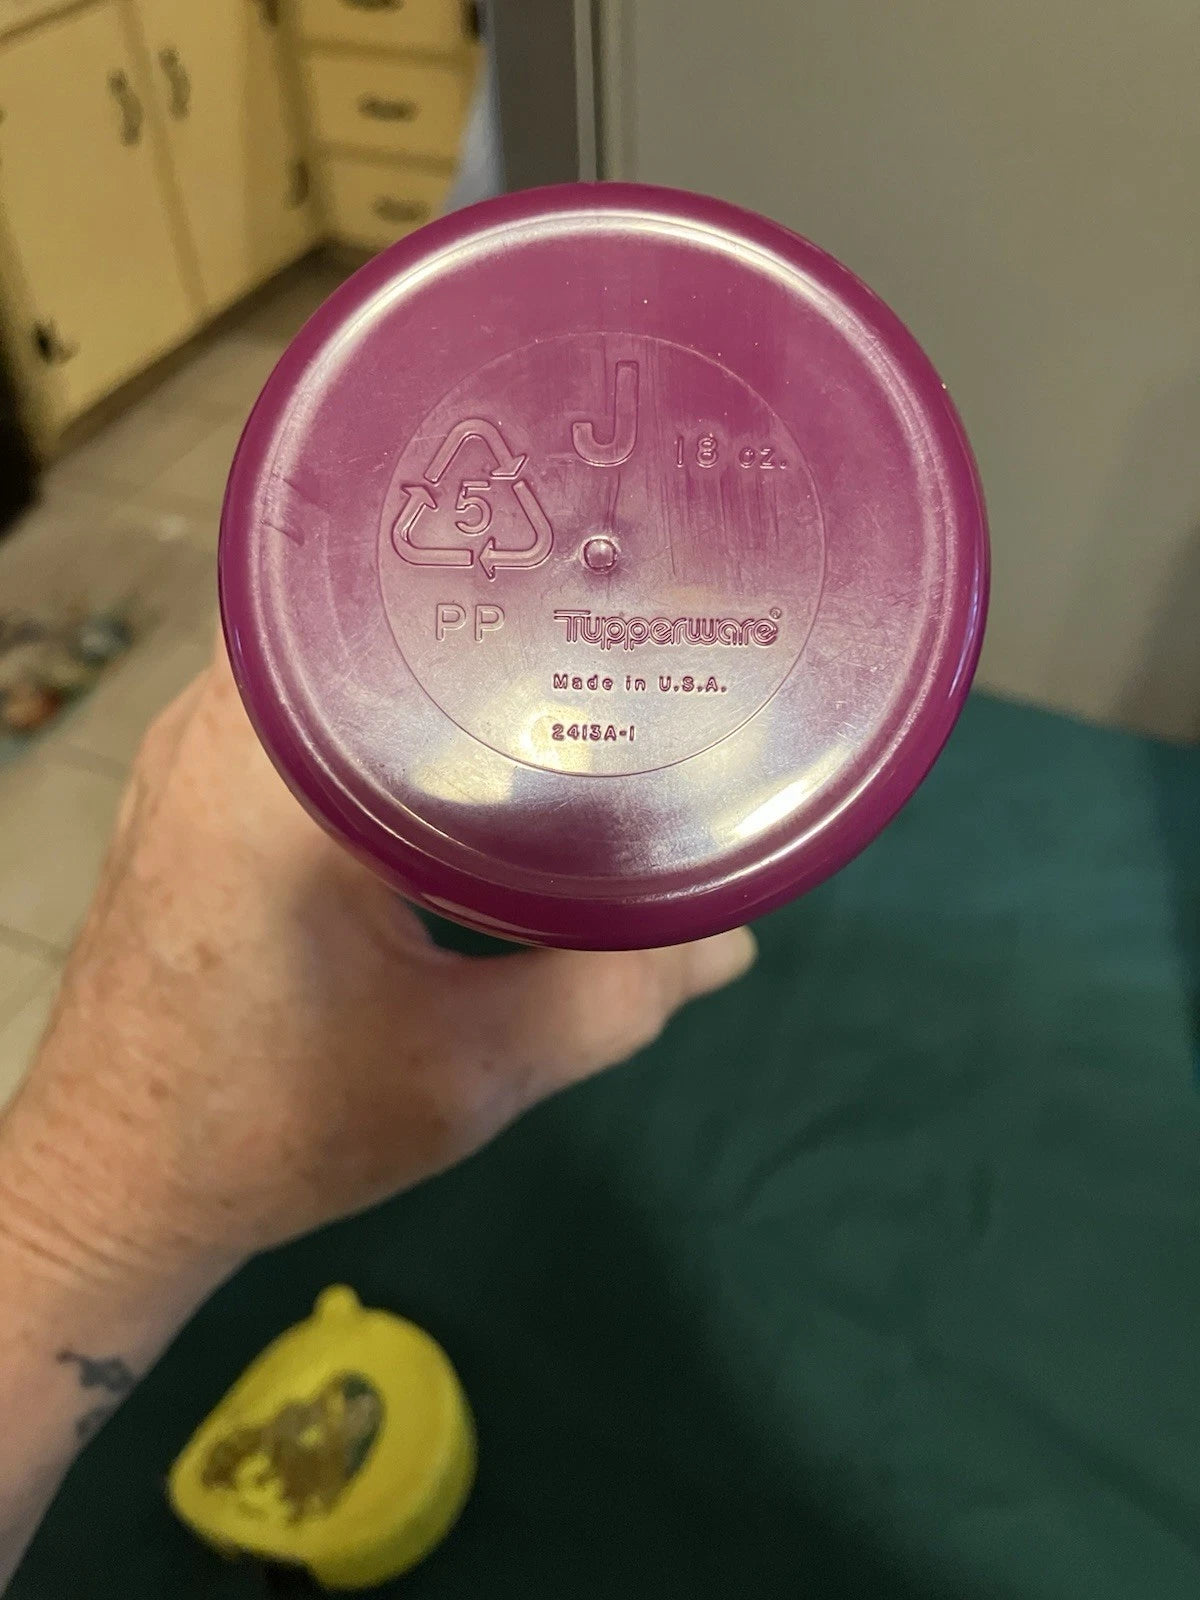 J
18 oz.
5
PP
Tupperware®
Made in U.S.A.
2413A-1